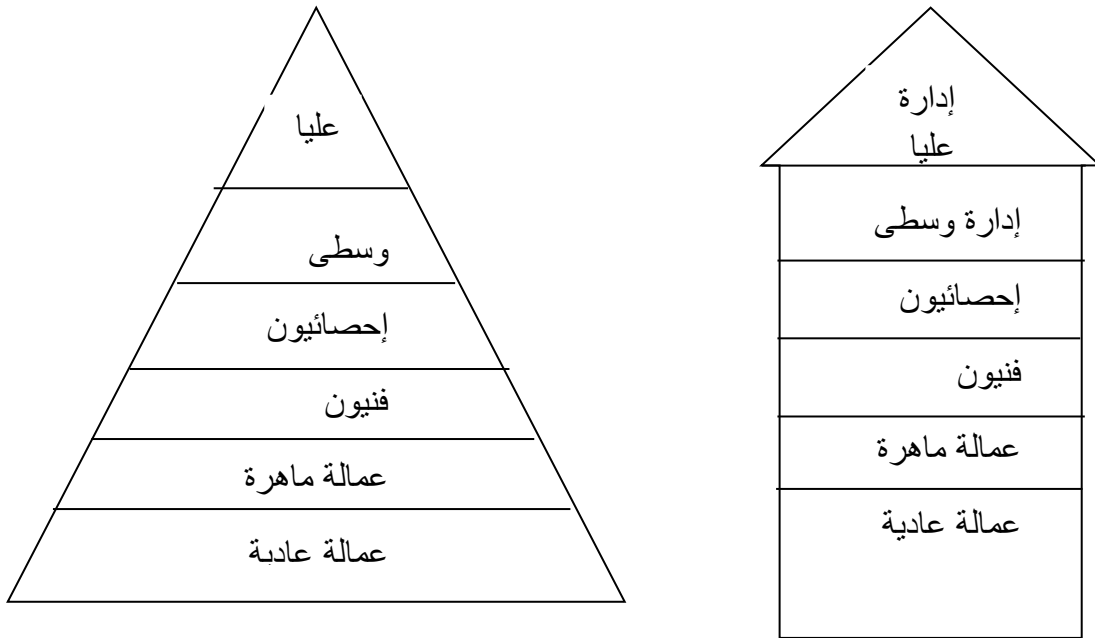 عليا
وسطى
إحصائيون
فنيون
عمالة ماهرة
عمالة عادية
إدارة
عليا
إدارة وسطى
إحصائيون
فنيون
عمالة ماهرة
عمالة عادية